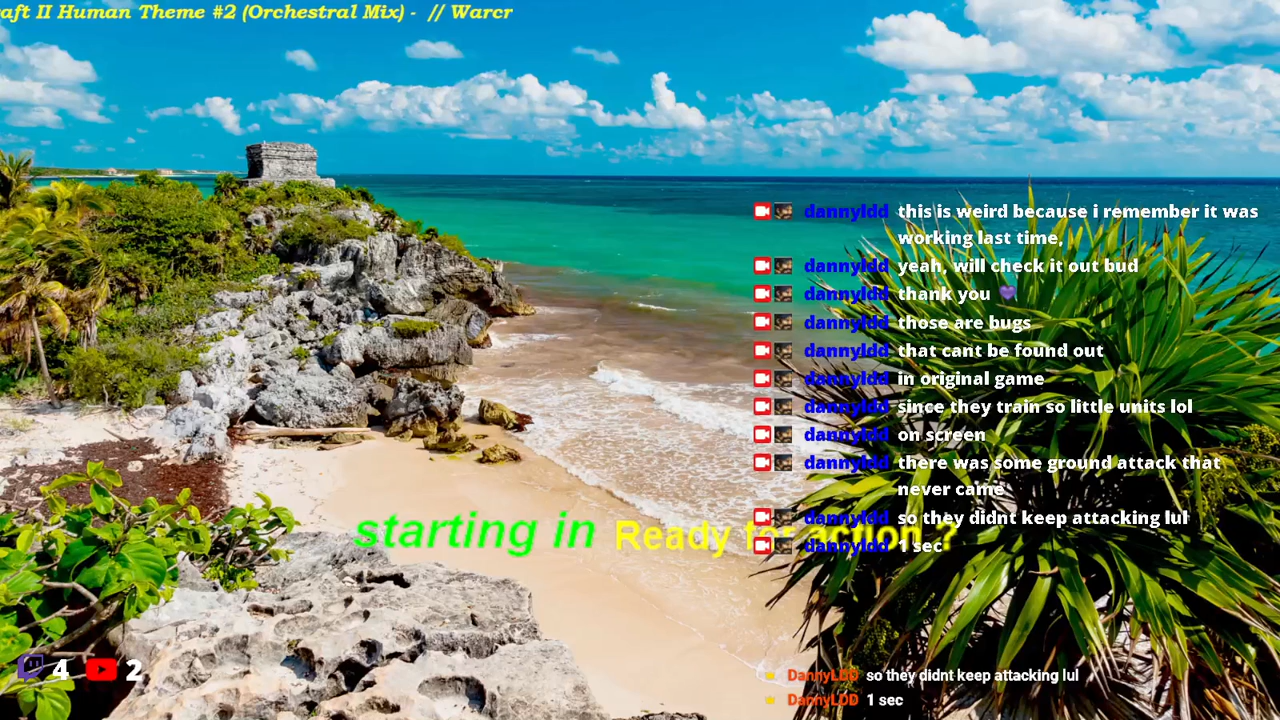 aft II Human Theme #2 (Orchestral Mix) -  // Warcr
dannyldd this is weird because i remember it was
working last time,
dannyldd yeah, will check it out bud
dannyldd thank you 💜
dannyldd those are bugs
dannyldd that cant be found out
dannyldd in original game
dannyldd since they train so little units lol
dannyldd on screen
dannyldd there was some ground attack that
never came
dannyldd so they didnt keep attacking lul
dannyldd 1 sec
starting in Ready for action ?
4 2
DannyLDD so they didnt keep attacking lul
DannyLDD 1 sec